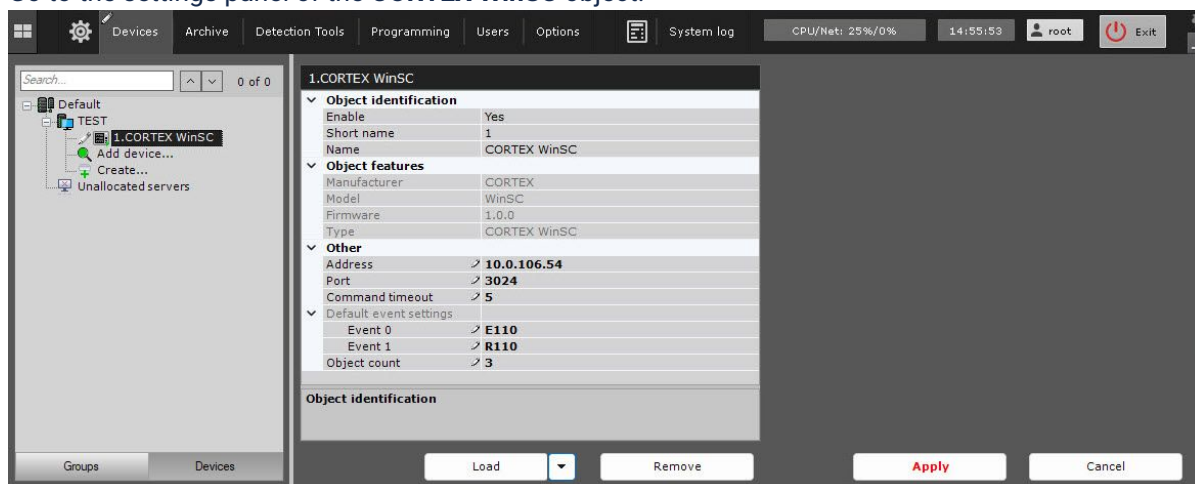 Go to the settings panel of the CORTEX WinSC object.
Devices Archive Detection Tools Programming Users Options System log CPU/Net: 25%/0% 14:55:53 root Exit
Search... 0 of 0
Default
TEST
1.CORTEX WinSC
Add device...
Create...
Unallocated servers
Groups Devices
1.CORTEX WinSC
Object identification
Enable Yes
Short name 1
Name CORTEX WinSC
Object features
Manufacturer CORTEX
Model WinSC
Firmware 1.0.0
Type CORTEX WinSC
Other
Address 10.0.106.54
Port 3024
Command timeout 5
Default event settings
Event 0 E110
Event 1 R110
Object count 3
Object identification
Load Remove Apply Cancel